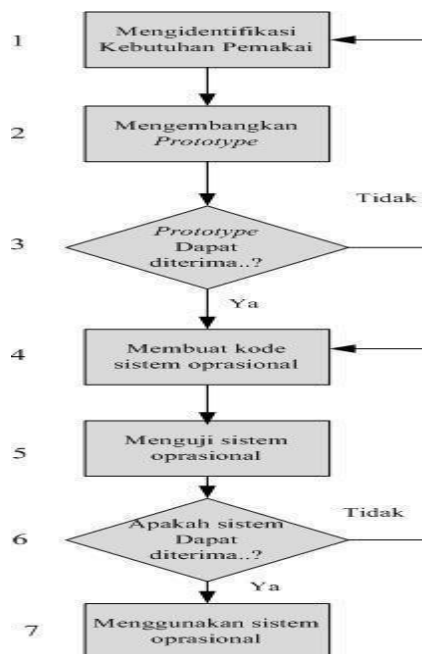 1
Mengidentifikasi
Kebutuhan Pemakai
2
Mengembangkan
Prototype
Tidak
3
Prototype
Dapat
diterima..?
Ya
4
Membuat kode
sistem oprasional
5
Menguji sistem
oprasional
6
Apakah sistem
Dapat
diterima..?
Tidak
Ya
7
Menggunakan sistem
oprasional